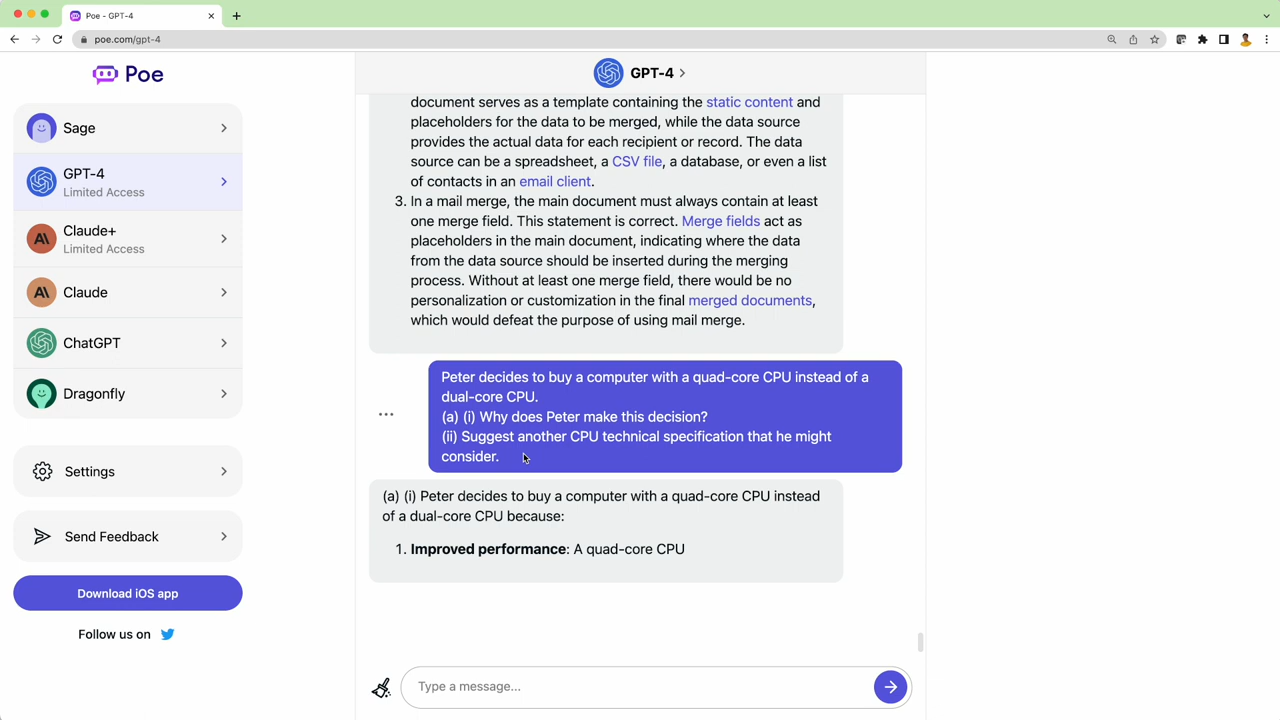 Poe - GPT-4
poe.com/gpt-4
Poe
Sage
GPT-4
Limited Access
Claude+
Limited Access
Claude
ChatGPT
Dragonfly
Settings
Send Feedback
Download iOS app
Follow us on
GPT-4
document serves as a template containing the static content and
placeholders for the data to be merged, while the data source
provides the actual data for each recipient or record. The data
source can be a spreadsheet, a CSV file, a database, or even a list
of contacts in an email client.
3. In a mail merge, the main document must always contain at least
one merge field. This statement is correct. Merge fields act as
placeholders in the main document, indicating where the data
from the data source should be inserted during the merging
process. Without at least one merge field, there would be no
personalization or customization in the final merged documents,
which would defeat the purpose of using mail merge.
Peter decides to buy a computer with a quad-core CPU instead of a
dual-core CPU.
(a) (i) Why does Peter make this decision?
(ii) Suggest another CPU technical specification that he might
consider.
(a) (i) Peter decides to buy a computer with a quad-core CPU instead
of a dual-core CPU because:
1. Improved performance: A quad-core CPU
Type a message...